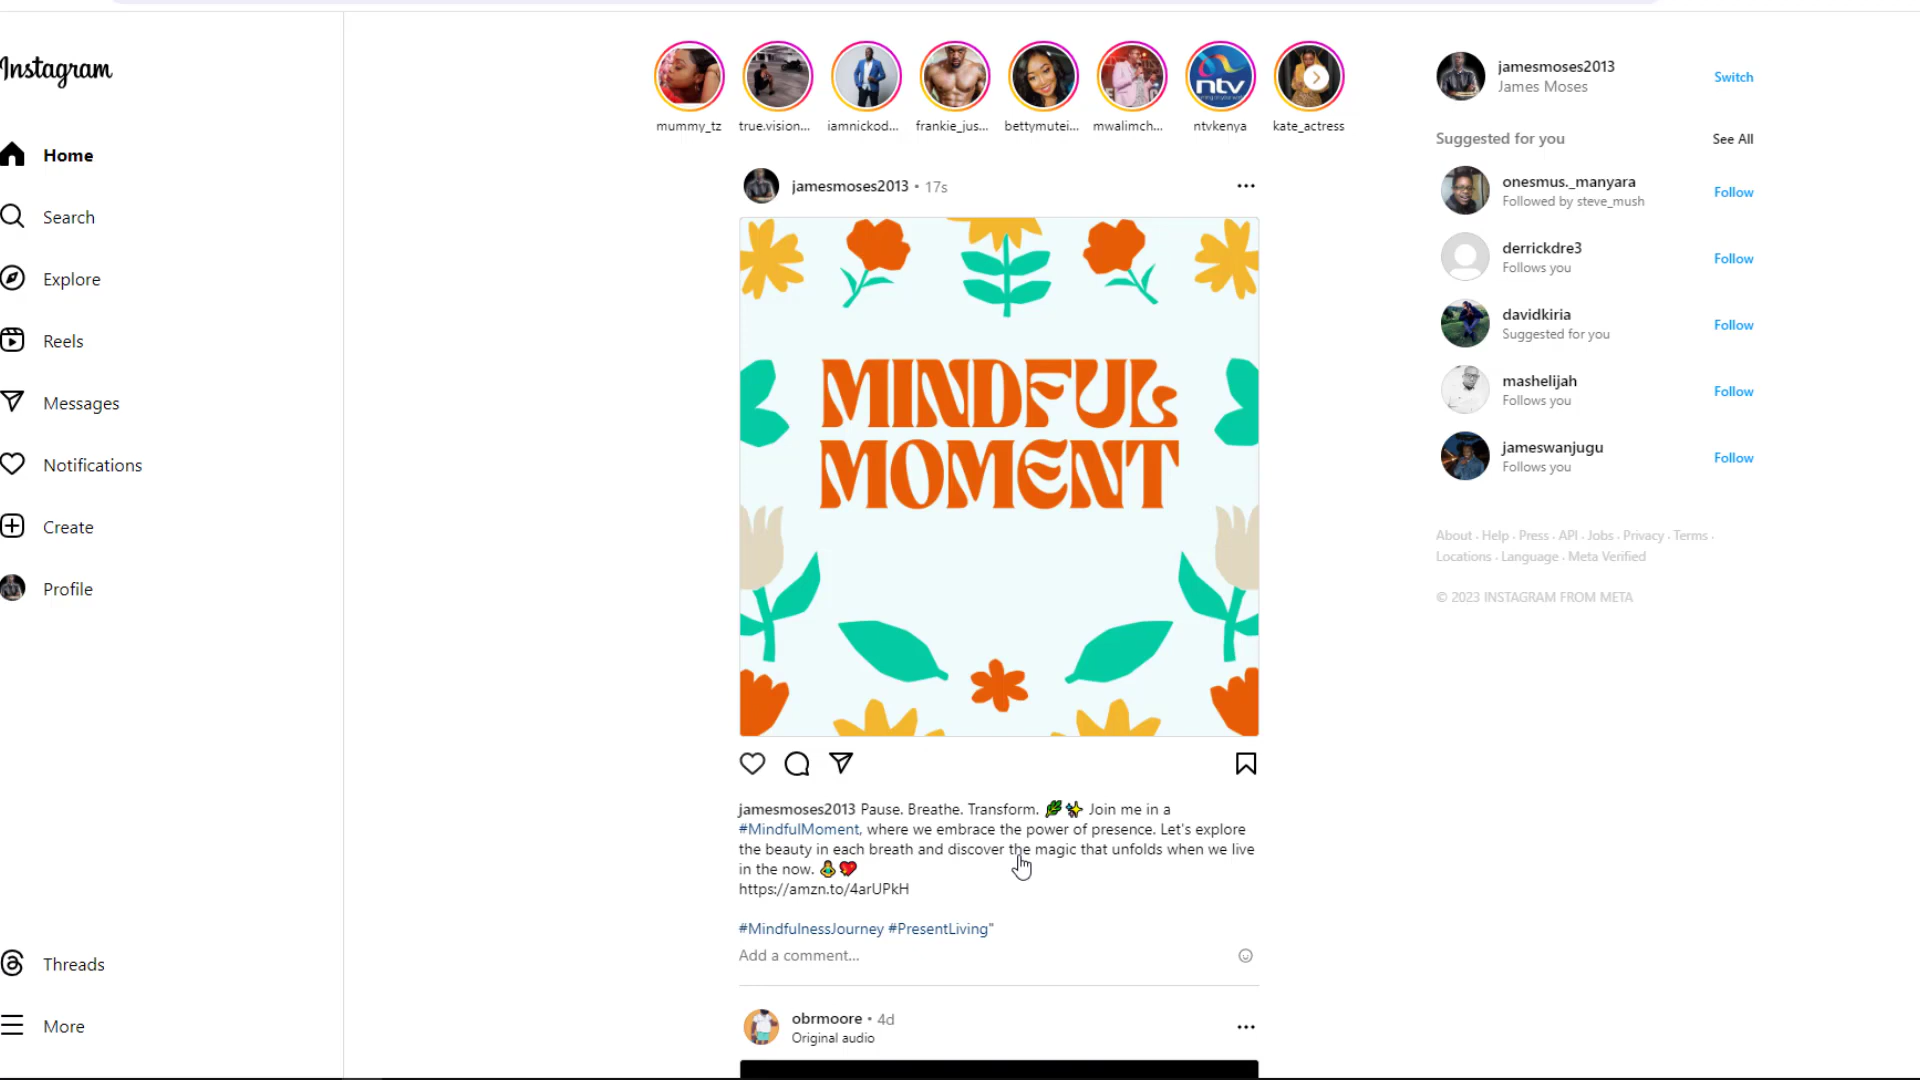 Instagram
Home
Search
Explore
Reels
Messages
Notifications
Create
Profile
Threads
More
mummy_tz
true.vision...
iamnickod...
frankie_jus...
bettymutei...
mwalimch...
ntv
ntvkenya
kate_actress
jamesmoses2013 • 17s
MINDFUL
MOMENT
jamesmoses2013 Pause. Breathe. Transform. 🌿✨ Join me in a
#MindfulMoment, where we embrace the power of presence. Let's explore
the beauty in each breath and discover the magic that unfolds when we live
in the now. 🧘💖
https://amzn.to/4arUPkH
#MindfulnessJourney #PresentLiving"
Add a comment...
obrmoore • 4d
Original audio
jamesmoses2013
James Moses
Switch
Suggested for you
See All
onesmus._manyara
Followed by steve_mush
Follow
derrickdre3
Follows you
Follow
davidkiria
Suggested for you
Follow
mashelijah
Follows you
Follow
jameswanjugu
Follows you
Follow
About · Help · Press · API · Jobs · Privacy · Terms ·
Locations · Language · Meta Verified
© 2023 INSTAGRAM FROM META